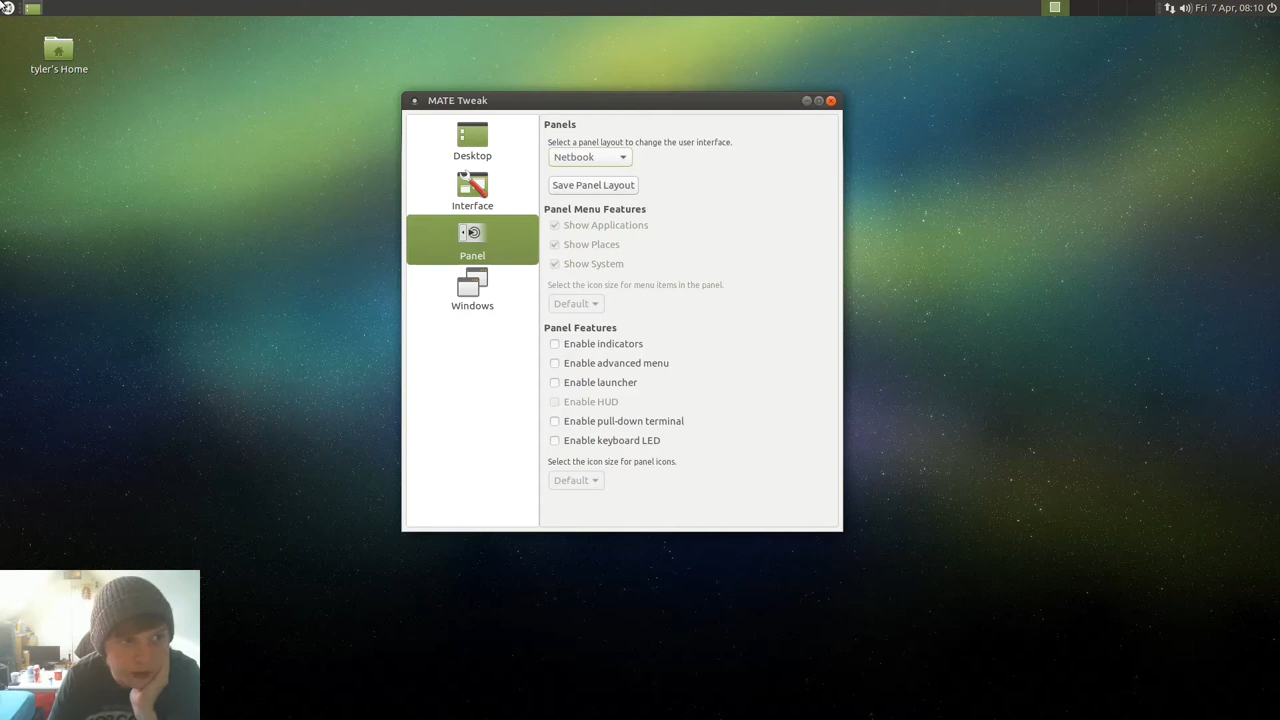 Fri 7 Apr, 08:10
tyler's Home
MATE Tweak
Desktop
Interface
Panel
Windows
Panels
Select a panel layout to change the user interface.
Netbook
Save Panel Layout
Panel Menu Features
Show Applications
Show Places
Show System
Select the icon size for menu items in the panel.
Default
Panel Features
Enable indicators
Enable advanced menu
Enable launcher
Enable HUD
Enable pull-down terminal
Enable keyboard LED
Select the icon size for panel icons.
Default